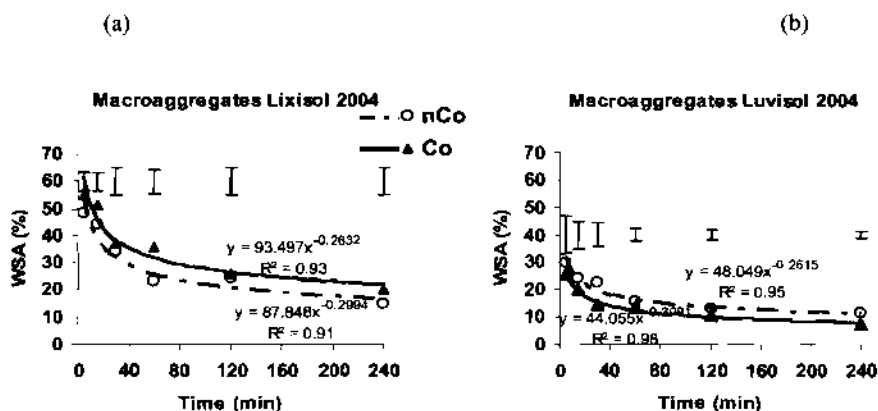 (a)
(b)
Macroaggregates Lixisol 2004
nCo
Co
WSA (%)
70
60
50
40
30
20
10
0
y = 93.497x^-0.2632
R² = 0.93
y = 87.848x^-0.2994
R² = 0.91
0 40 80 120 160 200 240
Time (min)
Macroaggregates Luvisol 2004
WSA (%)
70
60
50
40
30
20
10
0
y = 48.049x^-0.2615
R² = 0.95
y = 44.055x
R² = 0.96
0 40 80 120 160 200 240
Time (min)